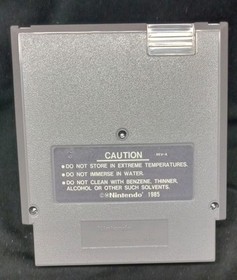 CAUTION
•DO NOT STORE IN EXTREME TEMPERATURES.
•DO NOT IMMERSE IN WATER.
•DO NOT CLEAN WITH BENZENE, THINNER,
ALCOHOL OR OTHER SUCH SOLVENTS.
©®Nintendo® 1985